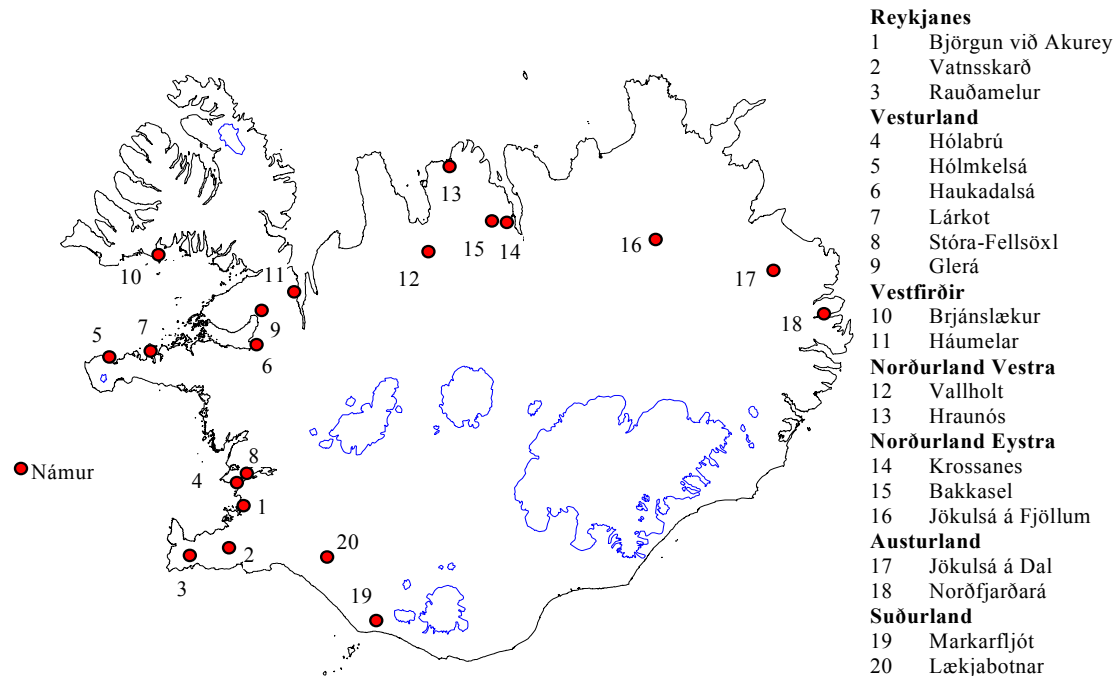 Reykjanes
1 Björgun við Akurey
2 Vatnsskarð
3 Rauðamelur
Vesturland
4 Hólabrú
5 Hólmkelsá
6 Haukadalsá
7 Lárkot
8 Stóra-Fellsöxl
9 Glerá
Vestfirðir
10 Brjánslækur
11 Háumelar
Norðurland Vestra
12 Vallholt
13 Hraunós
Norðurland Eystra
14 Krossanes
15 Bakkasel
16 Jökulsá á Fjöllum
Austurland
17 Jökulsá á Dal
18 Norðfjarðará
Suðurland
19 Markarfljót
20 Lækjabotnar
13
15
14
12
16
17
18
10
11
9
5
7
6
8
4
Námur
1
2
3
20
19